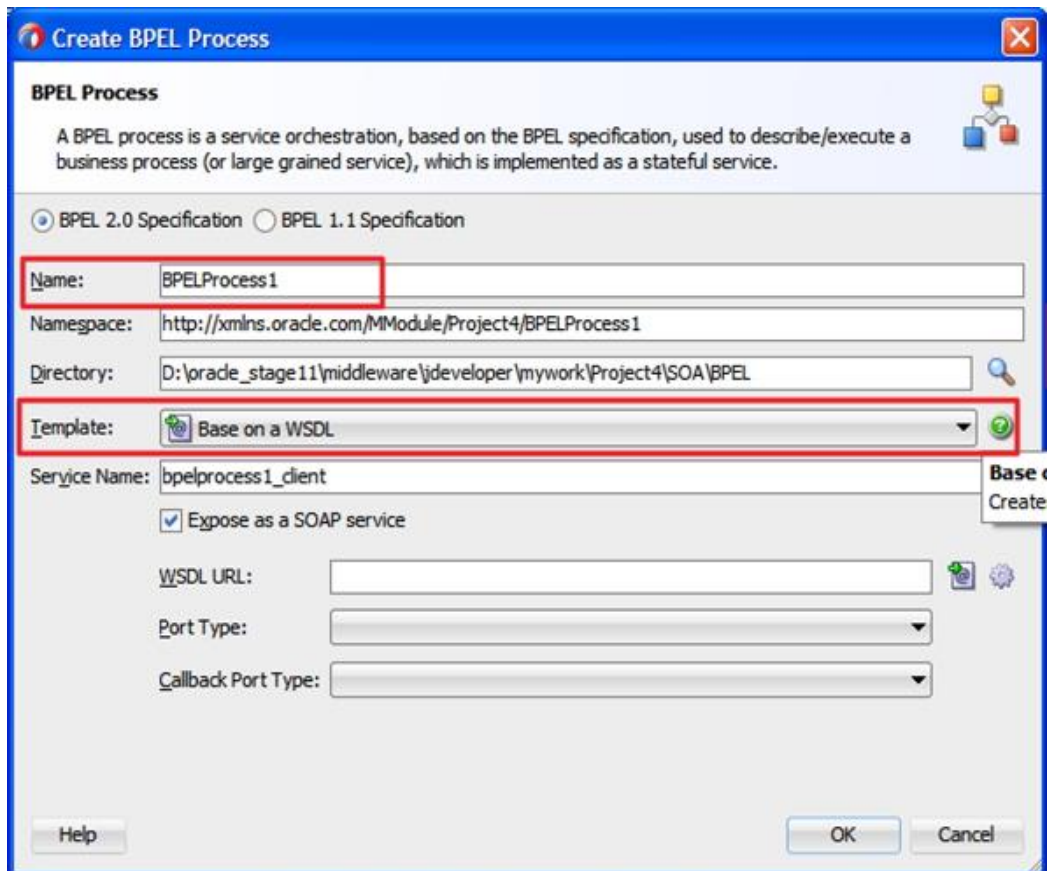 Create BPEL Process
BPEL Process
A BPEL process is a service orchestration, based on the BPEL specification, used to describe/execute a
business process (or large grained service), which is implemented as a stateful service.
BPEL 2.0 Specification BPEL 1.1 Specification
Name: BPELProcess1
Namespace: http://xmlns.oracle.com/MModule/Project4/BPELProcess1
Directory: D:\oracle_stage11\middleware\jdeveloper\mywork\Project4\SOA\BPEL
Template: Base on a WSDL
Service Name: bpelprocess1_client
Base
Create
Expose as a SOAP service
WSDL URL:
Port Type:
Callback Port Type:
Help OK Cancel